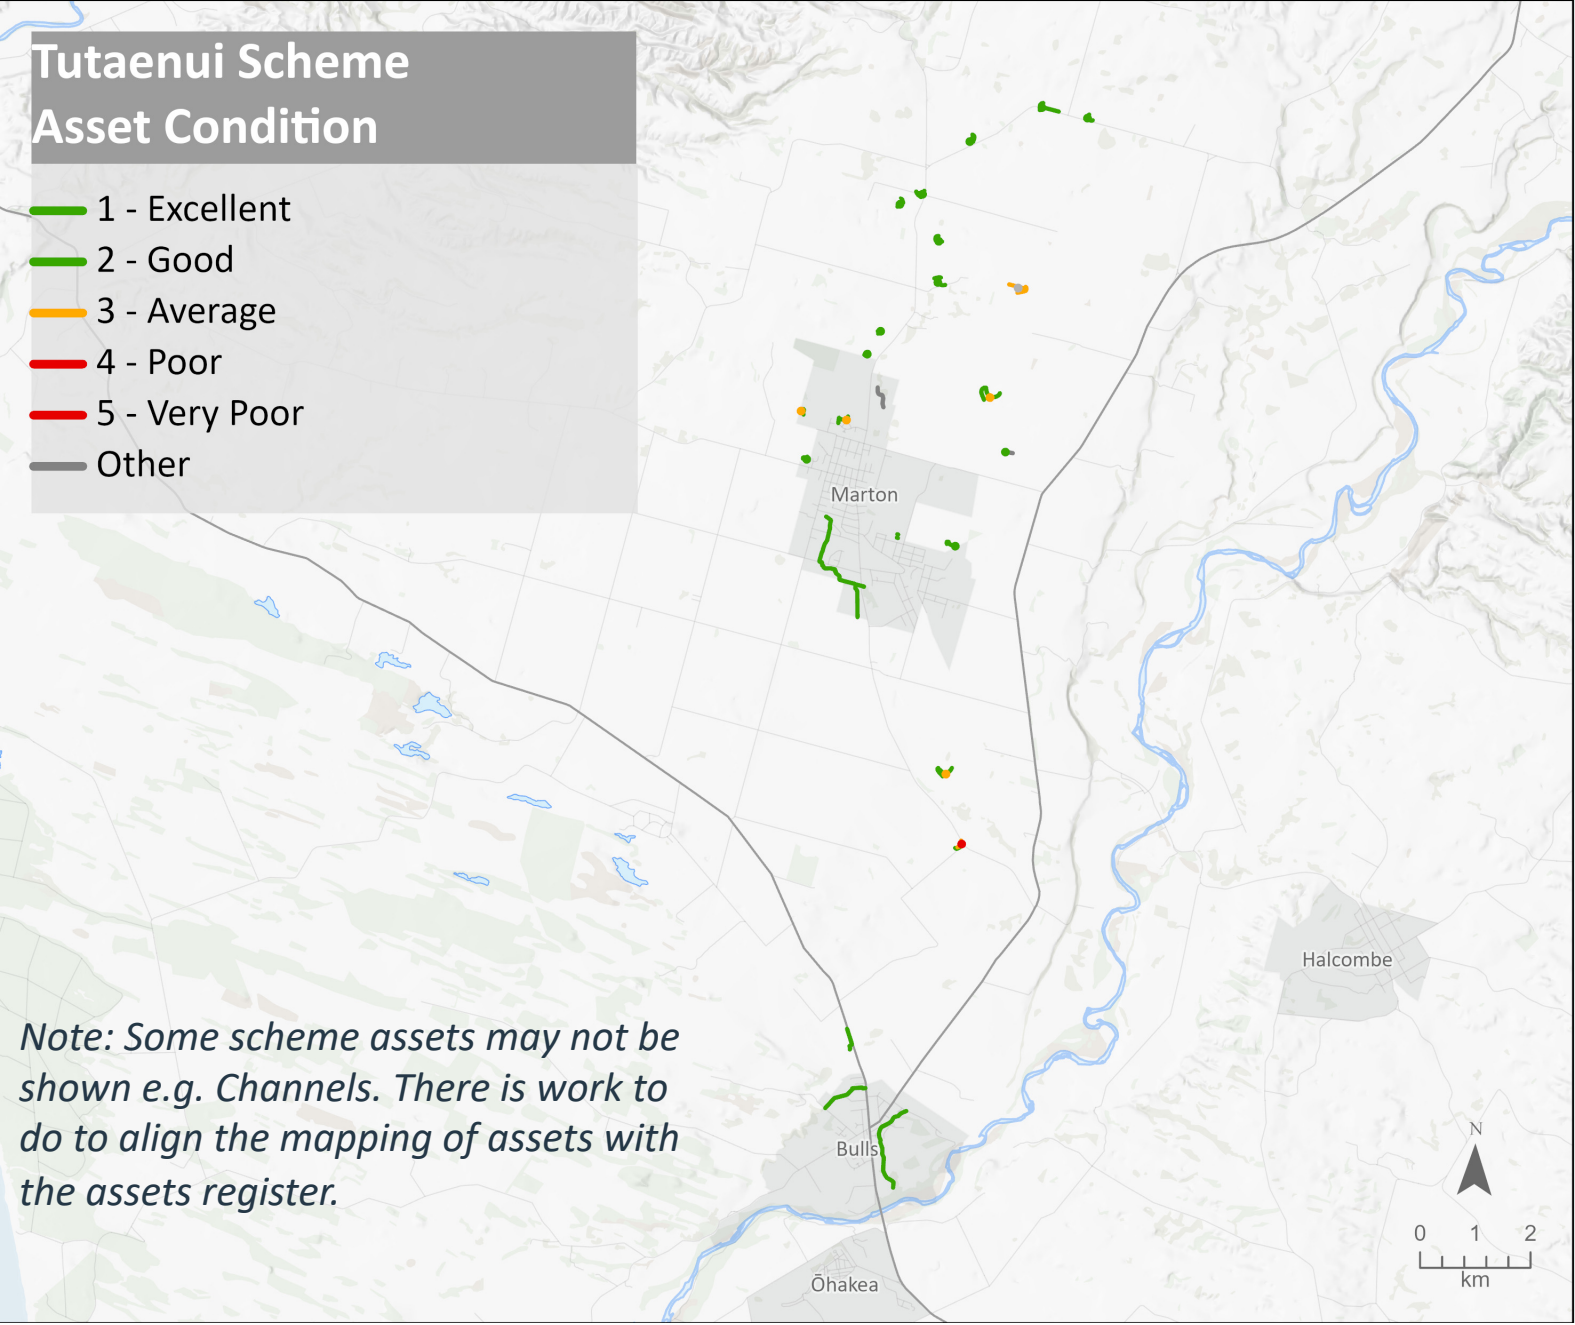 Tutaenui Scheme
Asset Condition
1 - Excellent
2 - Good
3 - Average
4 - Poor
5 - Very Poor
Other
Marton
Halcombe
Note: Some scheme assets may not be
shown e.g. Channels. There is work to
do to align the mapping of assets with
the assets register.
Bulls
Ōhakea
N
0 1 2
km